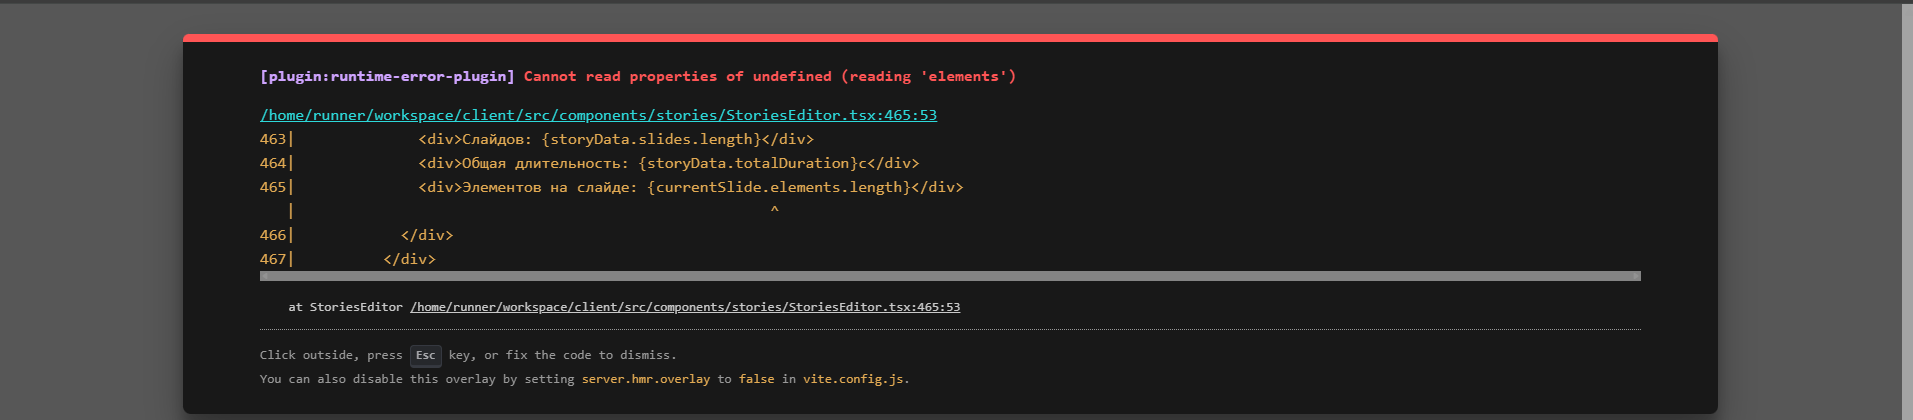 [plugin:runtime-error-plugin] Cannot read properties of undefined (reading 'elements')
/home/runner/workspace/client/src/components/stories/StoriesEditor.tsx:465:53
463|              <div>Слайдов: {storyData.slides.length}</div>
464|              <div>Общая длительность: {storyData.totalDuration}с</div>
465|              <div>Элементов на слайде: {currentSlide.elements.length}</div>
   |                                                      ^
466|            </div>
467|          </div>
at StoriesEditor /home/runner/workspace/client/src/components/stories/StoriesEditor.tsx:465:53
Click outside, press Esc key, or fix the code to dismiss.
You can also disable this overlay by setting server.hmr.overlay to false in vite.config.js.